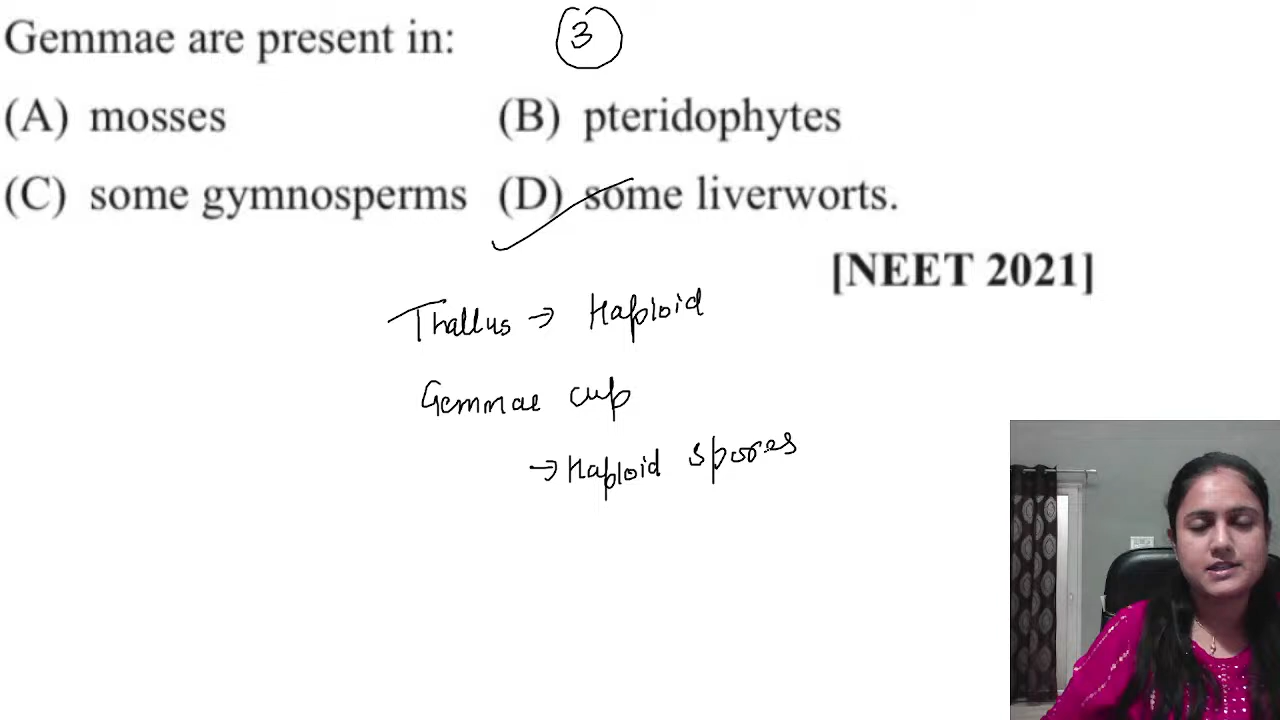 Gemmae are present in: 3
(A) mosses (B) pteridophytes
(C) some gymnosperms (D) some liverworts.
[NEET 2021]
Thallus → Haploid
Gemmae cup
→ Haploid spores